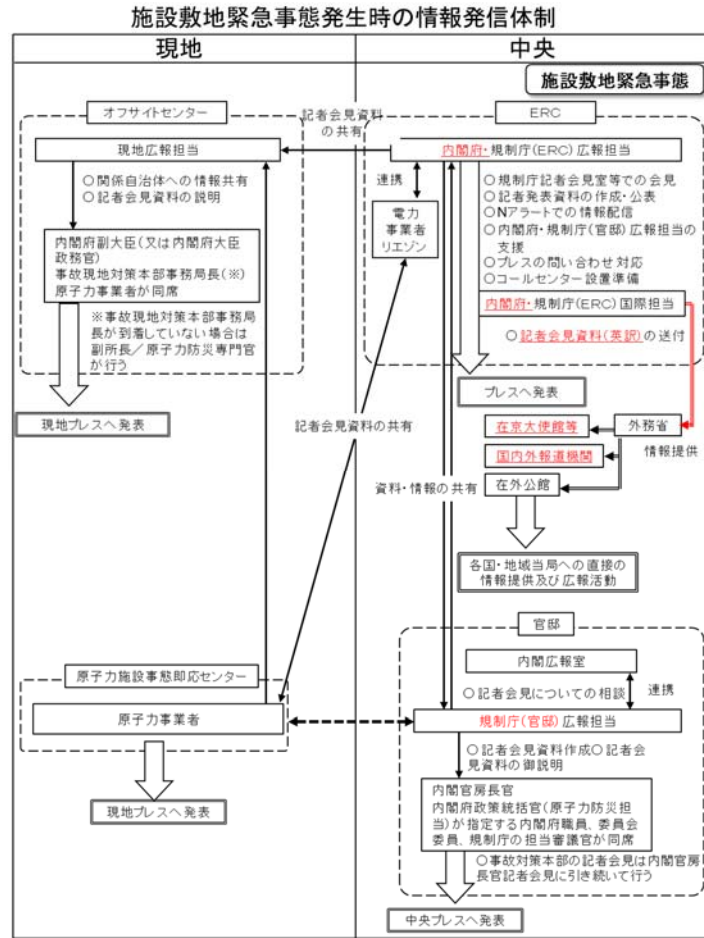 施設敷地緊急事態発生時の情報発信体制
現地
中央
施設敷地緊急事態
オフサイトセンター
現地広報担当
○関係自治体への情報共有
○記者会見資料の説明
内閣府副大臣(又は内閣府大臣
政務官)
事故現地対策本部事務局長(※)
原子力事業者が同席
※事故現地対策本部事務局
長が到着していない場合は
副所長/原子力防災専門官
が行う
現地プレスへ発表
記者会見資料
の共有
ERC
内閣府・規制庁(ERC)広報担当
連携
電力
事業者
リエゾン
○規制庁記者会見室等での会見
○記者発表資料の作成・公表
○Nアラートでの情報配信
○内閣府・規制庁(官邸)広報担当の
支援
○プレスの問い合わせ対応
○コールセンター設置準備
内閣府・規制庁(ERC)国際担当
○記者会見資料(英訳)の送付
プレスへ発表
在京大使館等
外務省
国内外報道機関
情報提供
在外公館
記者会見資料の共有
資料・情報の共有
各国・地域当局への直接の
情報提供及び広報活動
原子力施設事態即応センター
原子力事業者
現地プレスへ発表
官邸
内閣広報室
○記者会見についての相談
連携
規制庁(官邸)広報担当
○記者会見資料作成○記者会
見資料の御説明
内閣官房長官
内閣府政策統括官(原子力防災担
当)が指定する内閣府職員、委員会
委員、規制庁の担当審議官が同席
○事故対策本部の記者会見は内閣官房
長官記者会見に引き続いて行う
中央プレスへ発表